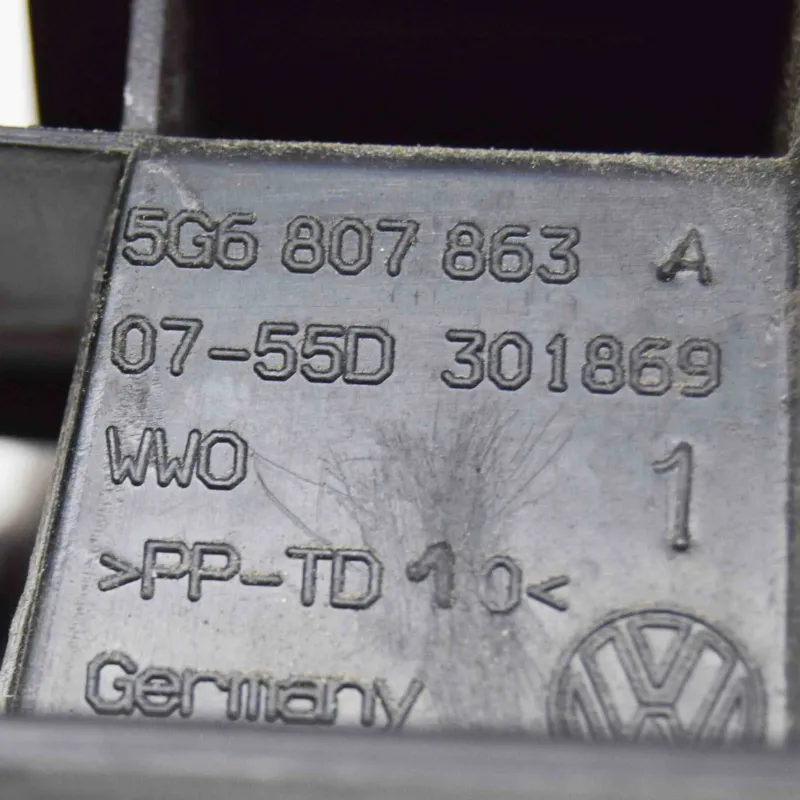 5G6 807 863 A
07-55D 301869
WWO 1
>PP-TD 10<
Germany